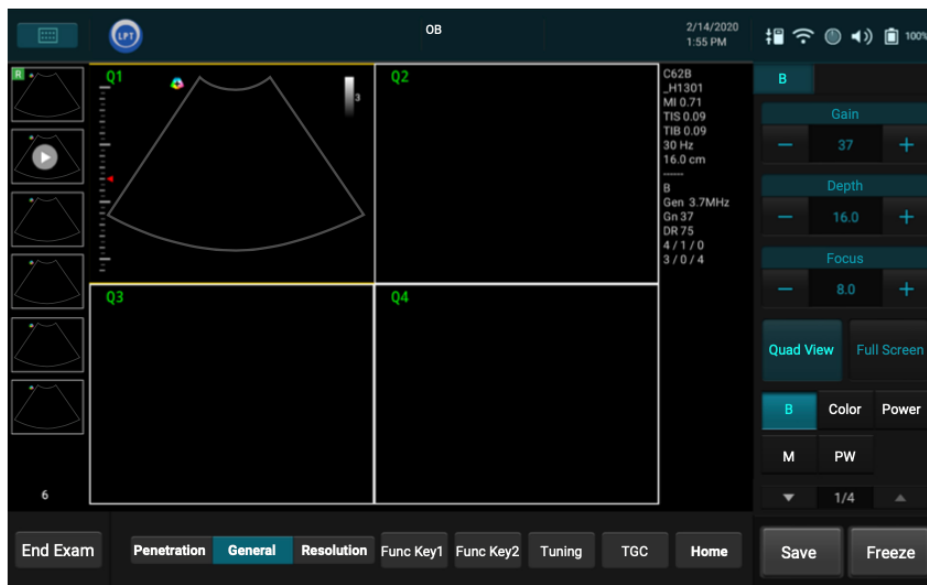 LPT
OB
2/14/2020
1:55 PM
100%
R
Q1
3
Q2
Q3
Q4
6
C62B
_H1301
MI 0.71
TIS 0.09
TIB 0.09
30 Hz
16.0 cm
------
B
Gen 3.7MHz
Gn 37
DR 75
4 / 1 / 0
3 / 0 / 4
B
Gain
— 37 +
Depth
— 16.0 +
Focus
— 8.0 +
Quad View Full Screen
B Color Power
M PW
▼ 1/4 ▲
End Exam Penetration General Resolution Func Key1 Func Key2 Tuning TGC Home Save Freeze